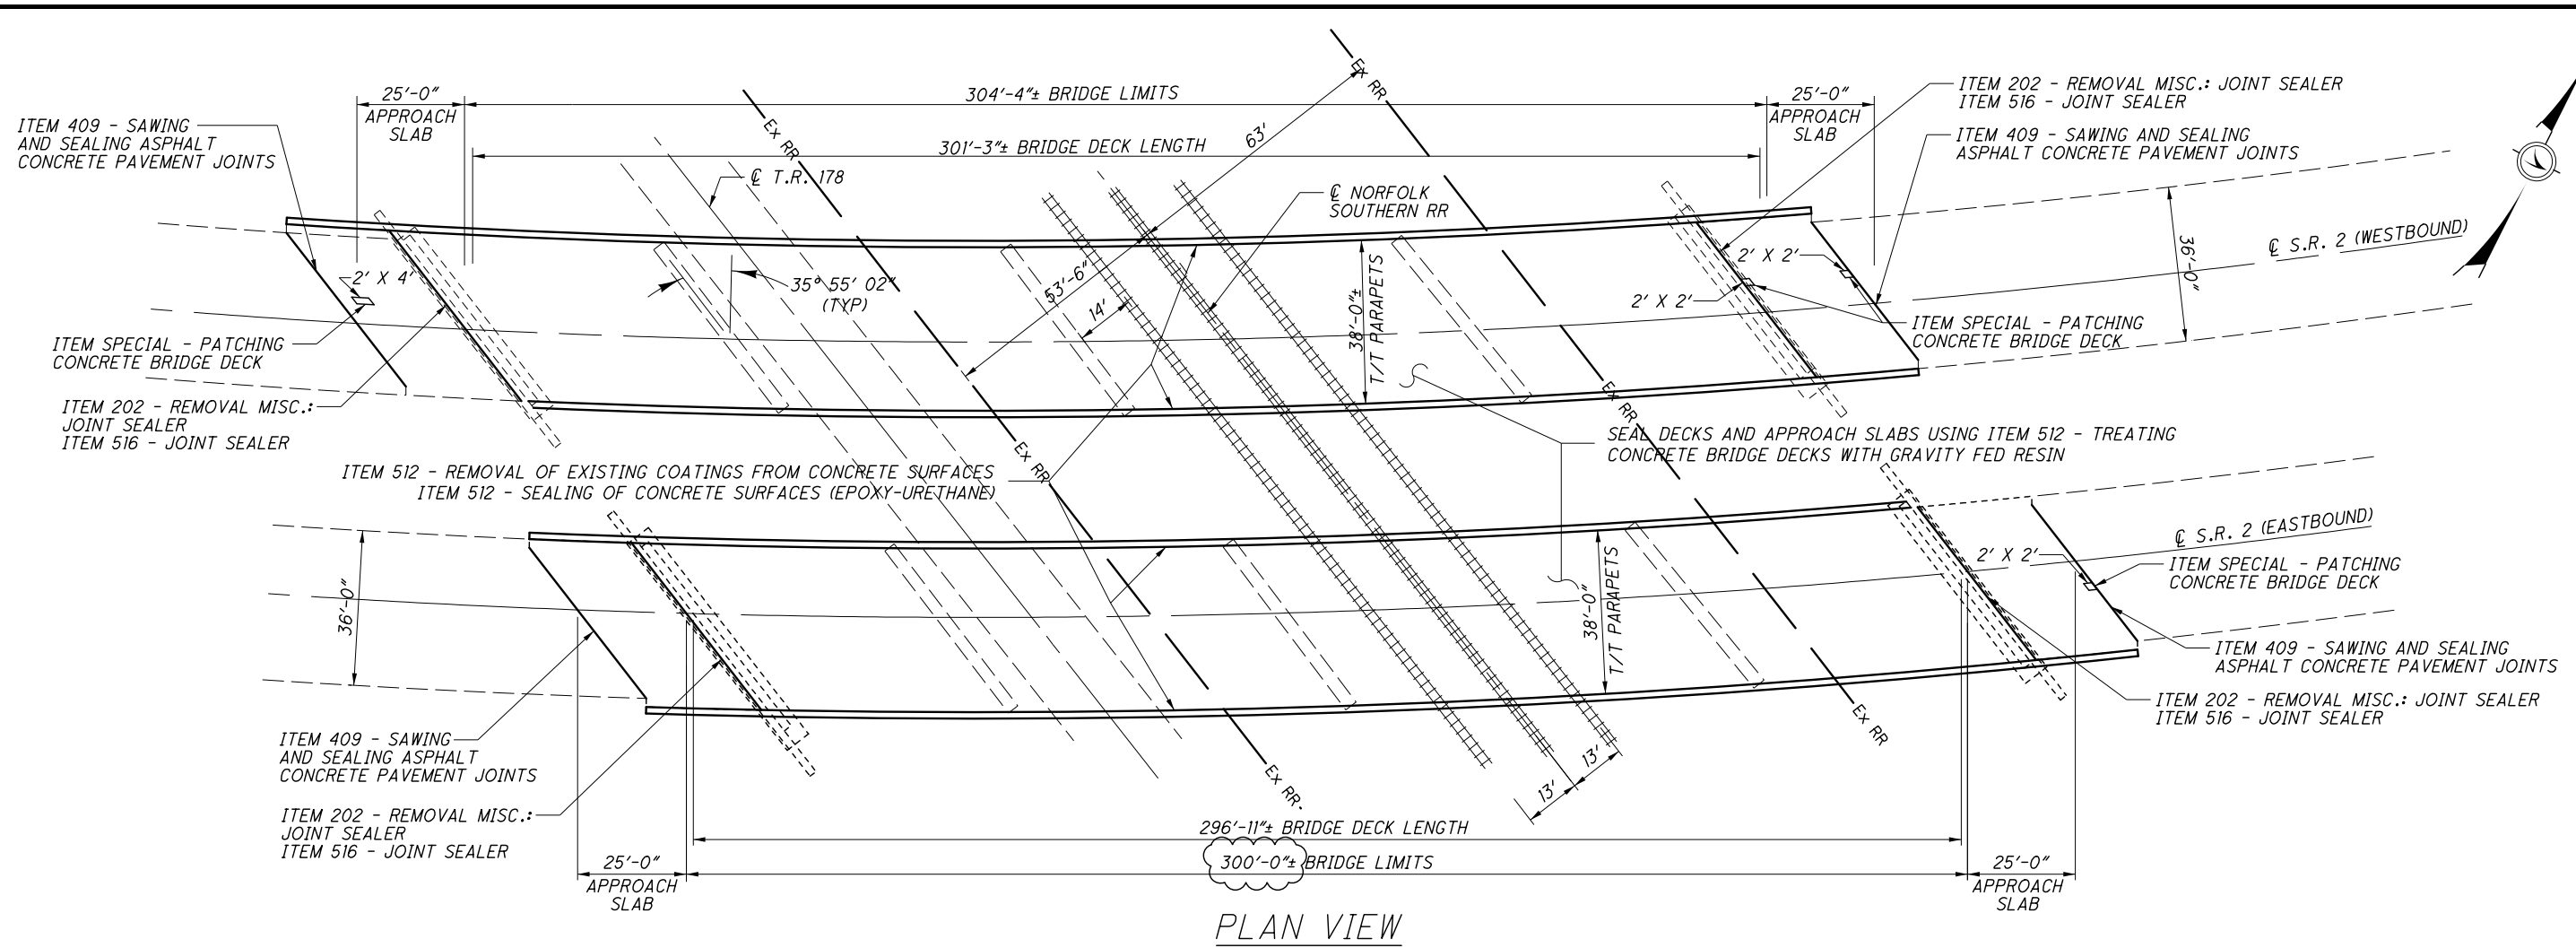 25'-0"
APPROACH
SLAB
304'-4"± BRIDGE LIMITS
25'-0"
APPROACH
SLAB
301'-3"± BRIDGE DECK LENGTH
ITEM 409 - SAWING
AND SEALING ASPHALT
CONCRETE PAVEMENT JOINTS
Ex RR
Ex RR
63'
℄ T.R. 178
℄ NORFOLK
SOUTHERN RR
ITEM 202 - REMOVAL MISC.: JOINT SEALER
ITEM 516 - JOINT SEALER
ITEM 409 - SAWING AND SEALING
ASPHALT CONCRETE PAVEMENT JOINTS
2' X 4'
35° 55' 02"
(TYP)
53'-6"
14'
38'-0"±
T/T PARAPETS
2' X 2'
2' X 2'
36'-0"
℄ S.R. 2 (WESTBOUND)
ITEM SPECIAL - PATCHING
CONCRETE BRIDGE DECK
ITEM SPECIAL - PATCHING
CONCRETE BRIDGE DECK
ITEM 202 - REMOVAL MISC.:
JOINT SEALER
ITEM 516 - JOINT SEALER
Ex RR
Ex RR
ITEM 512 - REMOVAL OF EXISTING COATINGS FROM CONCRETE SURFACES
ITEM 512 - SEALING OF CONCRETE SURFACES (EPOXY-URETHANE)
SEAL DECKS AND APPROACH SLABS USING ITEM 512 - TREATING
CONCRETE BRIDGE DECKS WITH GRAVITY FED RESIN
36'-0"
38'-0"
T/T PARAPETS
℄ S.R. 2 (EASTBOUND)
2' X 2'
ITEM SPECIAL - PATCHING
CONCRETE BRIDGE DECK
ITEM 409 - SAWING AND SEALING
ASPHALT CONCRETE PAVEMENT JOINTS
ITEM 202 - REMOVAL MISC.: JOINT SEALER
ITEM 516 - JOINT SEALER
Ex RR
Ex RR.
13'
13'
ITEM 409 - SAWING
AND SEALING ASPHALT
CONCRETE PAVEMENT JOINTS
ITEM 202 - REMOVAL MISC.:
JOINT SEALER
ITEM 516 - JOINT SEALER
296'-11"± BRIDGE DECK LENGTH
25'-0"
APPROACH
SLAB
300'-0"± BRIDGE LIMITS
25'-0"
APPROACH
SLAB
PLAN VIEW